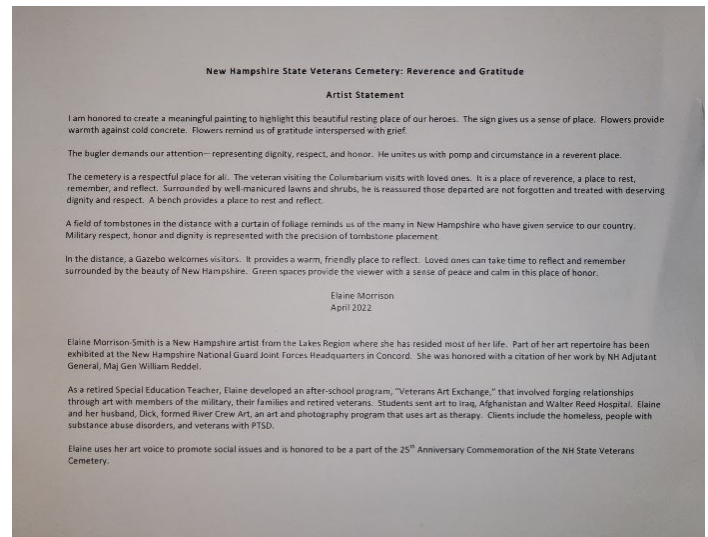 New Hampshire State Veterans Cemetery: Reverence and Gratitude
Artist Statement
I am honored to create a meaningful painting to highlight this beautiful resting place of our heroes. The sign gives us a sense of place. Flowers provide
warmth against cold concrete. Flowers remind us of gratitude interspersed with grief.
The bugler demands our attention— representing dignity, respect, and honor. He unites us with pomp and circumstance in a reverent place.
The cemetery is a respectful place for all. The veteran visiting the Columbarium visits with loved ones. It is a place of reverence, a place to rest,
remember, and reflect. Surrounded by well-manicured lawns and shrubs, he is reassured those departed are not forgotten and treated with deserving
dignity and respect. A bench provides a place to rest and reflect.
A field of tombstones in the distance with a curtain of foliage reminds us of the many in New Hampshire who have given service to our country.
Military respect, honor and dignity is represented with the precision of tombstone placement.
In the distance, a Gazebo welcomes visitors. It provides a warm, friendly place to reflect. Loved ones can take time to reflect and remember
surrounded by the beauty of New Hampshire. Green spaces provide the viewer with a sense of peace and calm in this place of honor.
Elaine Morrison
April 2022
Elaine Morrison-Smith is a New Hampshire artist from the Lakes Region where she has resided most of her life. Part of her art repertoire has been
exhibited at the New Hampshire National Guard Joint Forces Headquarters in Concord. She was honored with a citation of her work by NH Adjutant
General, Maj Gen William Reddel.
As a retired Special Education Teacher, Elaine developed an after-school program, "Veterans Art Exchange," that involved forging relationships
through art with members of the military, their families and retired veterans. Students sent art to Iraq, Afghanistan and Walter Reed Hospital. Elaine
and her husband, Dick, formed River Crew Art, an art and photography program that uses art as therapy. Clients include the homeless, people with
substance abuse disorders, and veterans with PTSD.
Elaine uses her art voice to promote social issues and is honored to be a part of the 25th Anniversary Commemoration of the NH State Veterans
Cemetery.